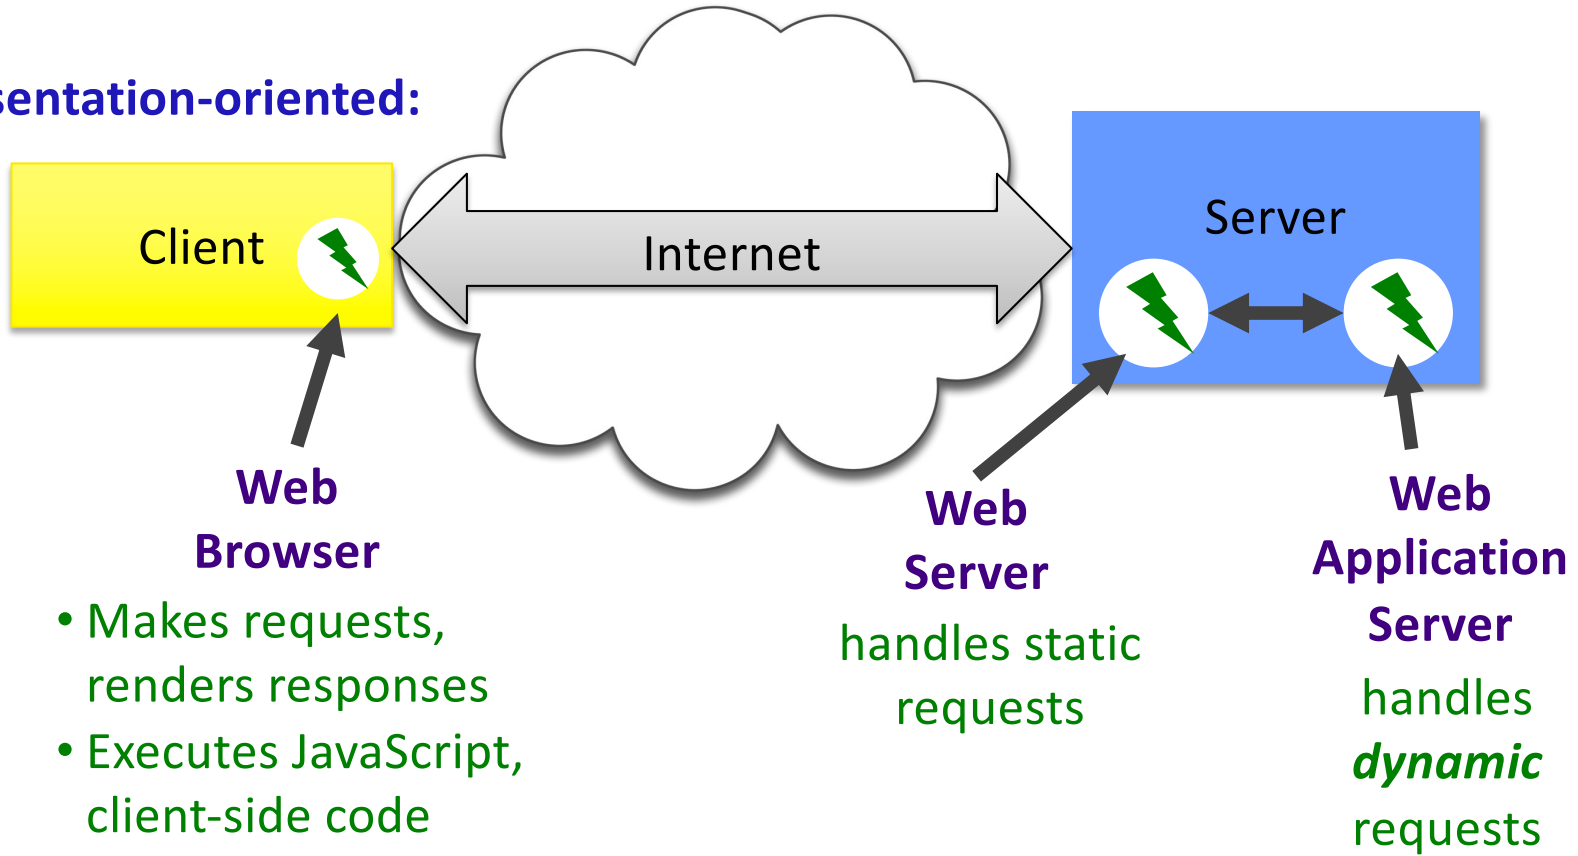 sentation-oriented:
Client
Internet
Server
Web
Browser
• Makes requests,
renders responses
• Executes JavaScript,
client-side code
Web
Server
handles static
requests
Web
Application
Server
handles
dynamic
requests